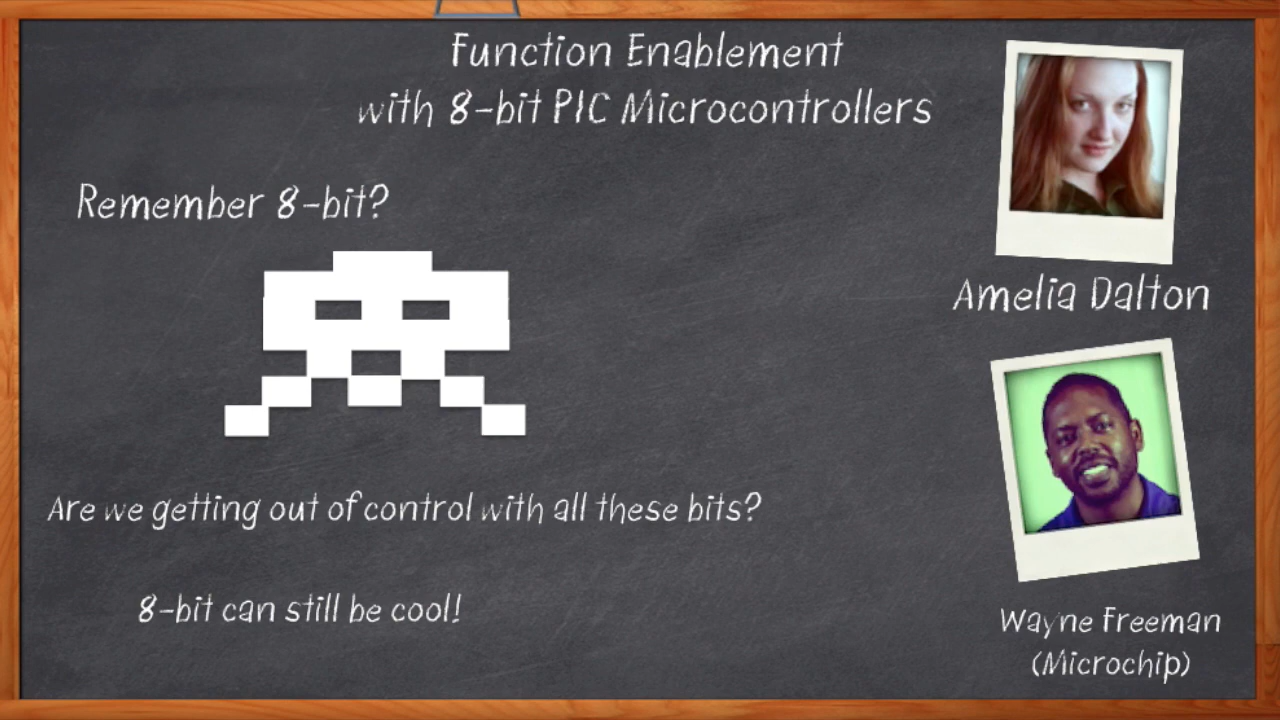 Function Enablement
with 8-bit PIC Microcontrollers
Remember 8-bit?
Amelia Dalton
Are we getting out of control with all these bits?
8-bit can still be cool!
Wayne Freeman
(Microchip)